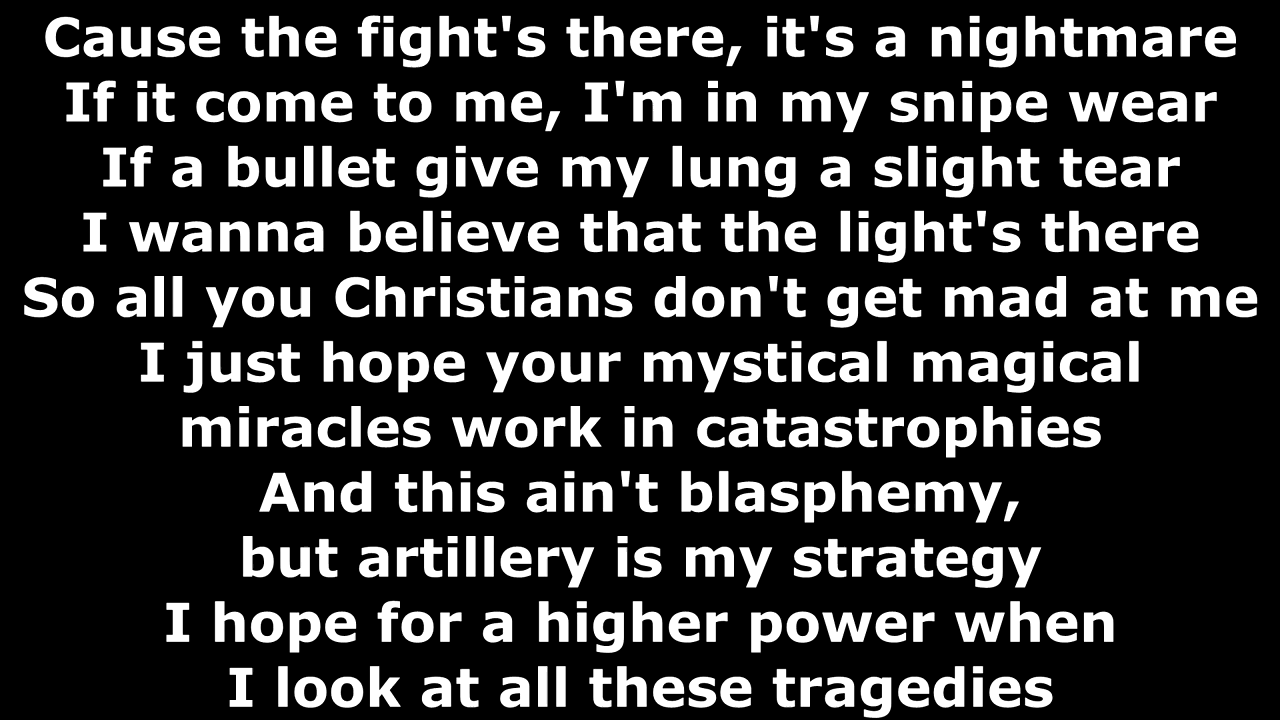 Cause the fight's there, it's a nightmare
If it come to me, I'm in my snipe wear
If a bullet give my lung a slight tear
I wanna believe that the light's there
So all you Christians don't get mad at me
I just hope your mystical magical
miracles work in catastrophies
And this ain't blasphemy,
but artillery is my strategy
I hope for a higher power when
I look at all these tragedies